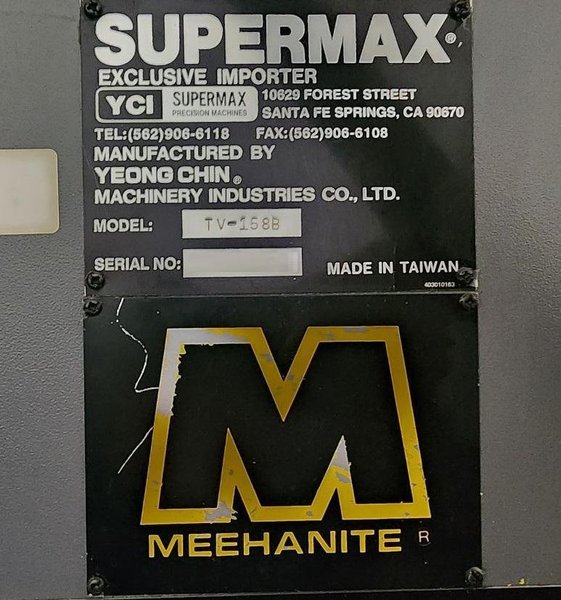 SUPERMAX®
EXCLUSIVE IMPORTER
YCI SUPERMAX PRECISION MACHINES
10629 FOREST STREET
SANTA FE SPRINGS, CA 90670
TEL:(562)906-6118 FAX:(562)906-6108
MANUFACTURED BY
YEONG CHIN®
MACHINERY INDUSTRIES CO., LTD.
MODEL: TV-158B
SERIAL NO:
MADE IN TAIWAN
403010163
M
MEEHANITE ®